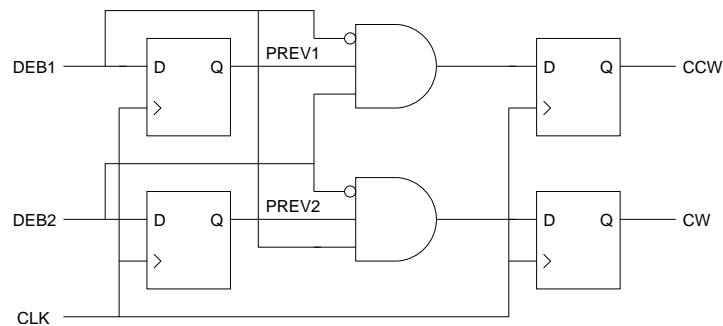 DEB1
D Q
PREV1
D Q
CCW
DEB2
D Q
PREV2
D Q
CW
CLK